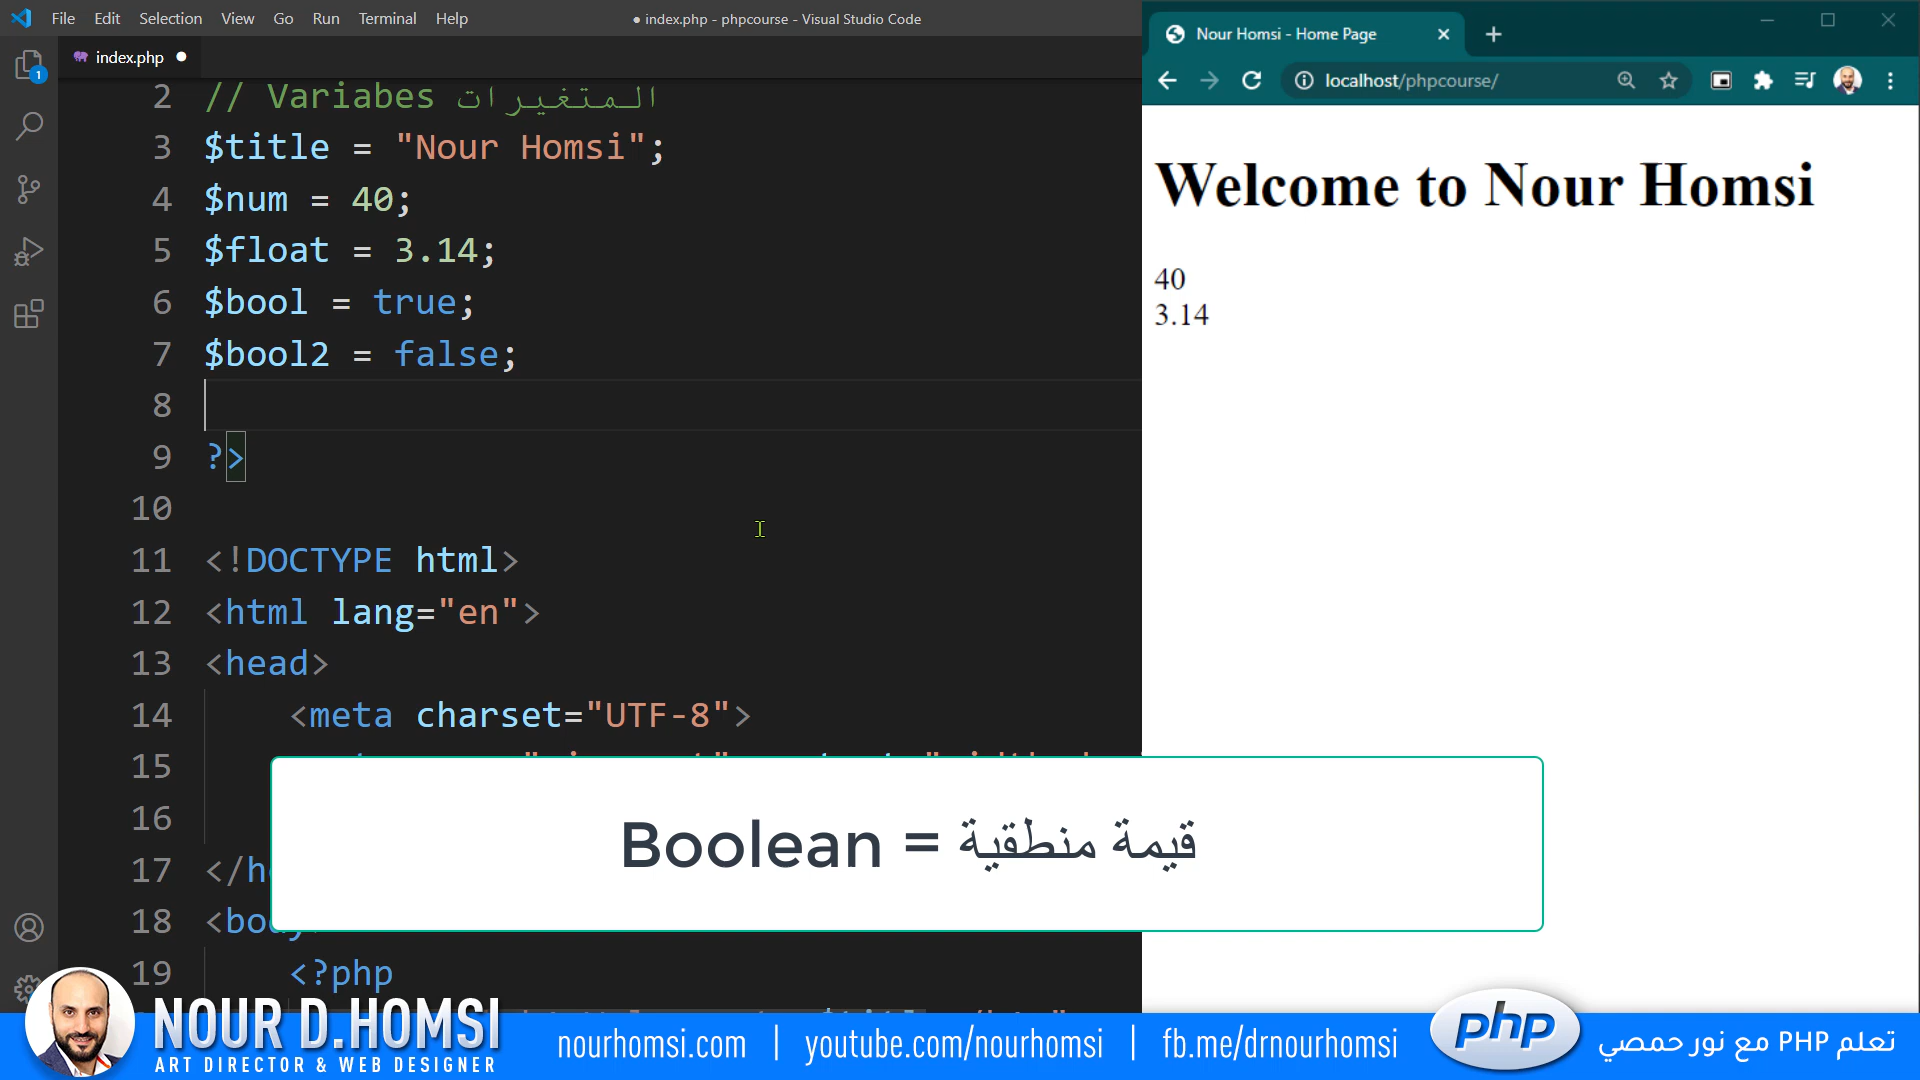 File Edit Selection View Go Run Terminal Help
● index.php - phpcourse - Visual Studio Code
index.php ●
1
2 // Variabes المتغيرات
3 $title = "Nour Homsi";
4 $num = 40;
5 $float = 3.14;
6 $bool = true;
7 $bool2 = false;
8
9 ?>
10
11 <!DOCTYPE html>
12 <html lang="en">
13 <head>
14 <meta charset="UTF-8">
15
16
17 </he
18 <body>
19 <?php
Nour Homsi - Home Page
localhost/phpcourse/
Welcome to Nour Homsi
40
3.14
Boolean = قيمة منطقية
NOUR D.HOMSI
ART DIRECTOR & WEB DESIGNER
nourhomsi.com | youtube.com/nourhomsi | fb.me/drnourhomsi
php
تعلم PHP مع نور حمصي